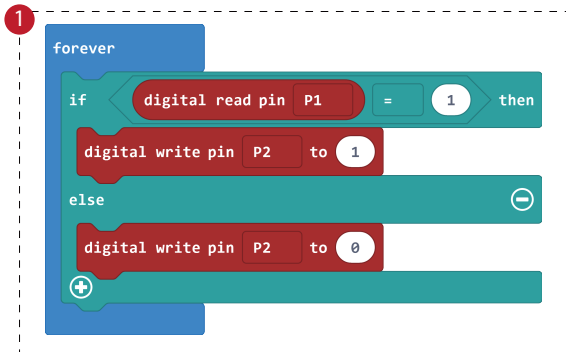 1
forever
if digital read pin P1 = 1 then
digital write pin P2 to 1
else
digital write pin P2 to 0